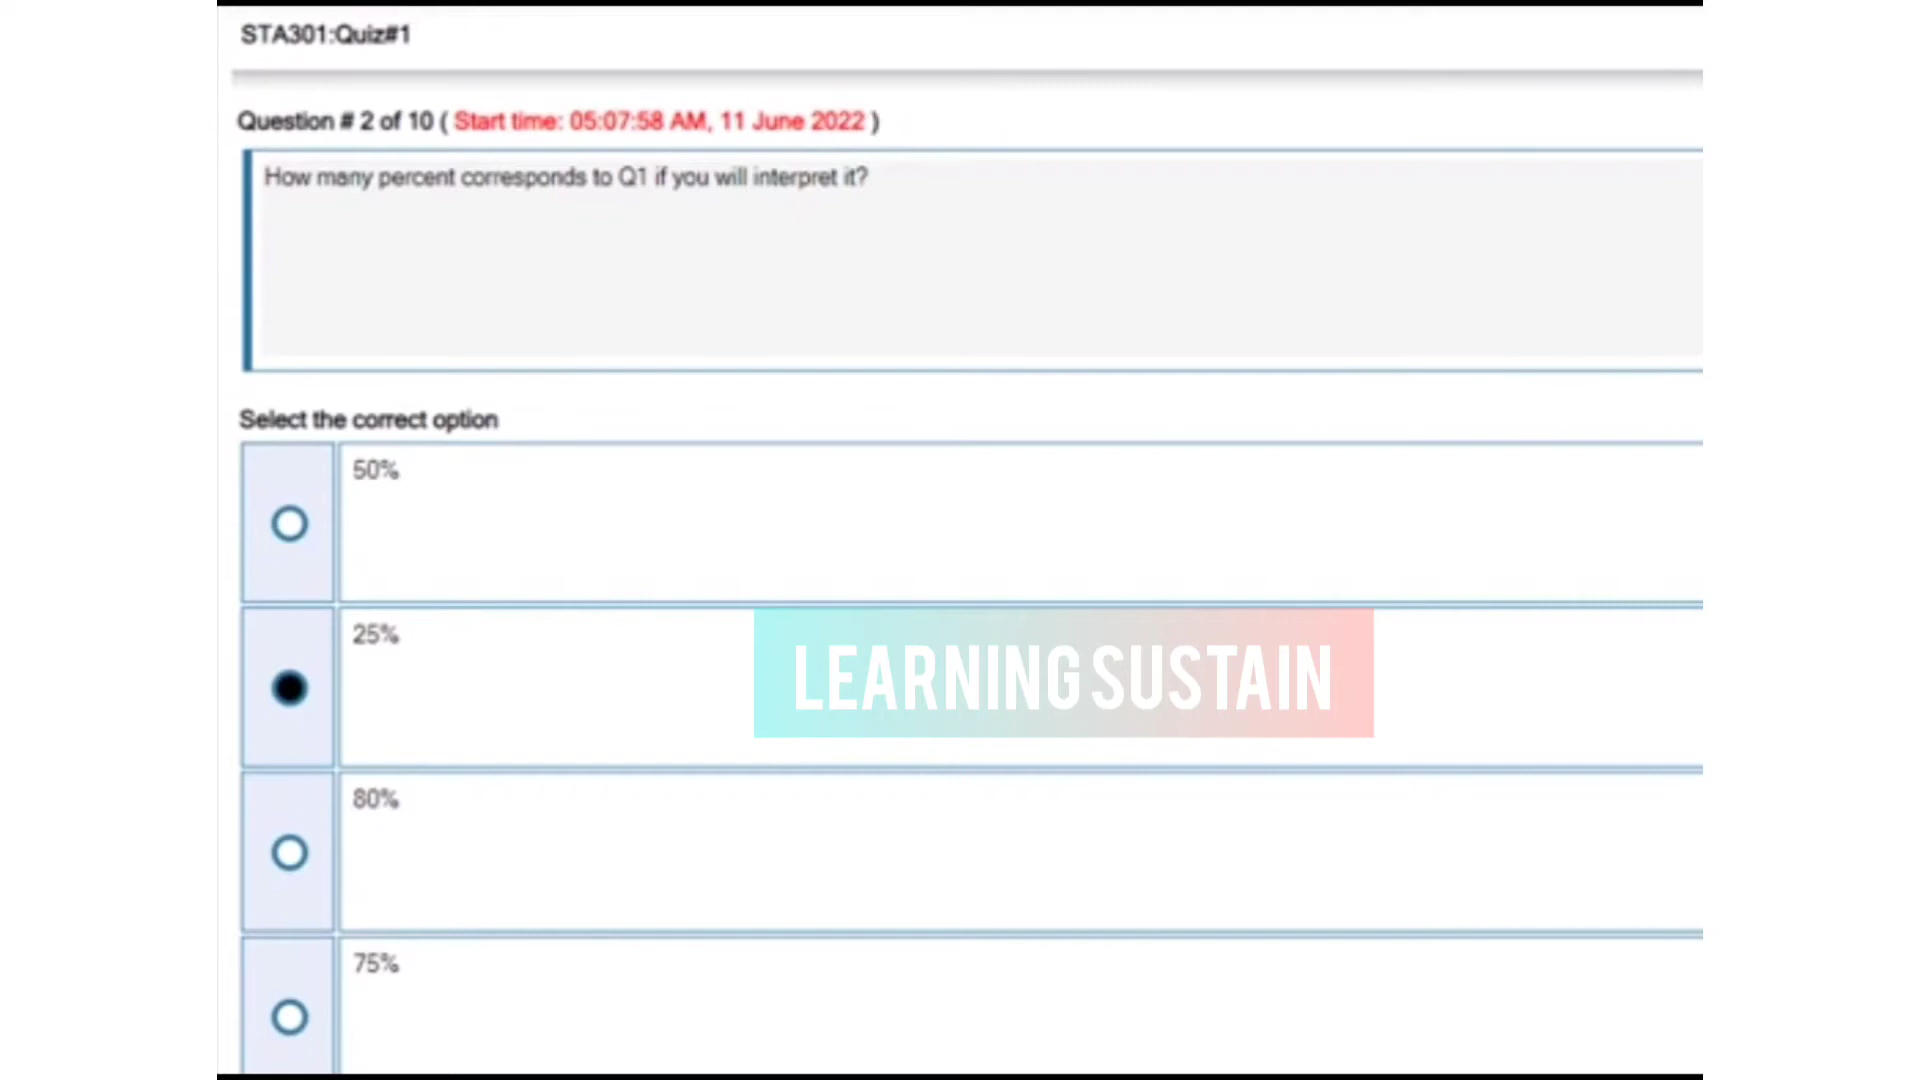 STA301:Quiz#1
Question # 2 of 10 ( Start time: 05:07:58 AM, 11 June 2022 )
How many percent corresponds to Q1 if you will interpret it?
Select the correct option
50%
25%
LEARNING SUSTAIN
80%
75%